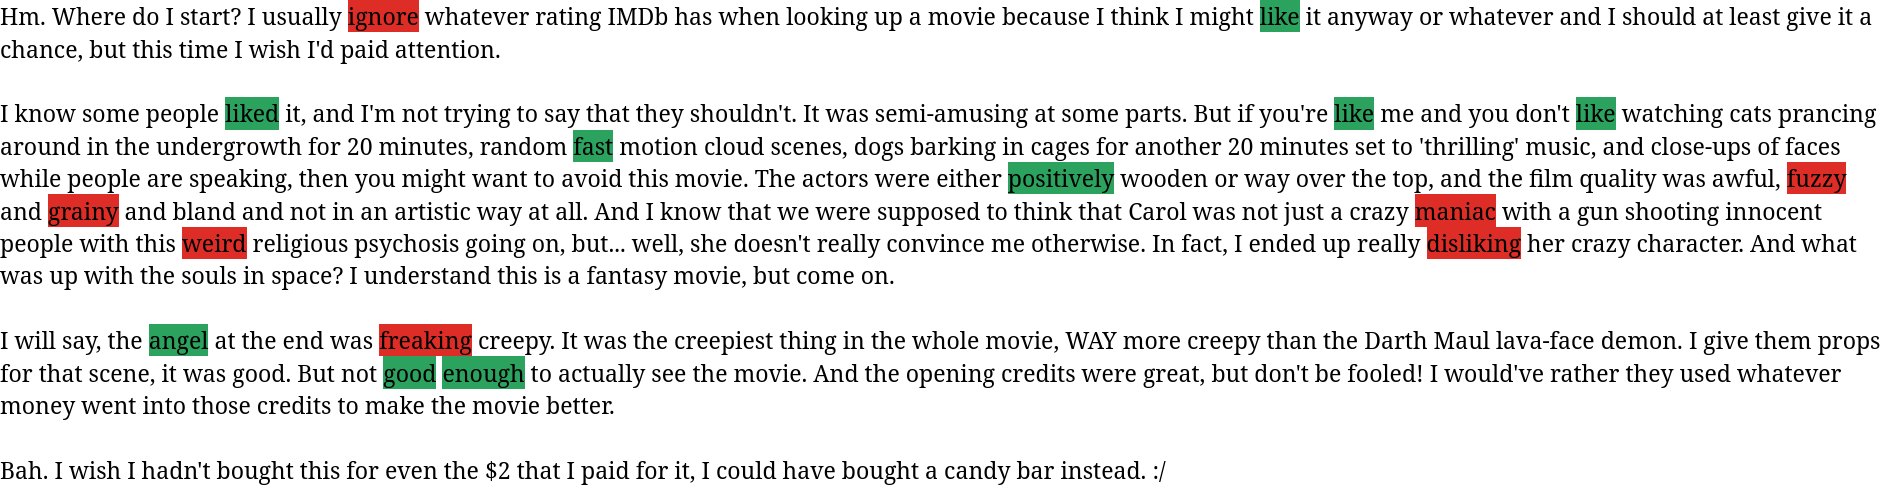 Hm. Where do I start? I usually ignore whatever rating IMDb has when looking up a movie because I think I might like it anyway or whatever and I should at least give it a
chance, but this time I wish I'd paid attention.
I know some people liked it, and I'm not trying to say that they shouldn't. It was semi-amusing at some parts. But if you're like me and you don't like watching cats prancing
around in the undergrowth for 20 minutes, random fast motion cloud scenes, dogs barking in cages for another 20 minutes set to 'thrilling' music, and close-ups of faces
while people are speaking, then you might want to avoid this movie. The actors were either positively wooden or way over the top, and the film quality was awful, fuzzy
and grainy and bland and not in an artistic way at all. And I know that we were supposed to think that Carol was not just a crazy maniac with a gun shooting innocent
people with this weird religious psychosis going on, but... well, she doesn't really convince me otherwise. In fact, I ended up really disliking her crazy character. And what
was up with the souls in space? I understand this is a fantasy movie, but come on.
I will say, the angel at the end was freaking creepy. It was the creepiest thing in the whole movie, WAY more creepy than the Darth Maul lava-face demon. I give them props
for that scene, it was good. But not good enough to actually see the movie. And the opening credits were great, but don't be fooled! I would've rather they used whatever
money went into those credits to make the movie better.
Bah. I wish I hadn't bought this for even the $2 that I paid for it, I could have bought a candy bar instead. :/